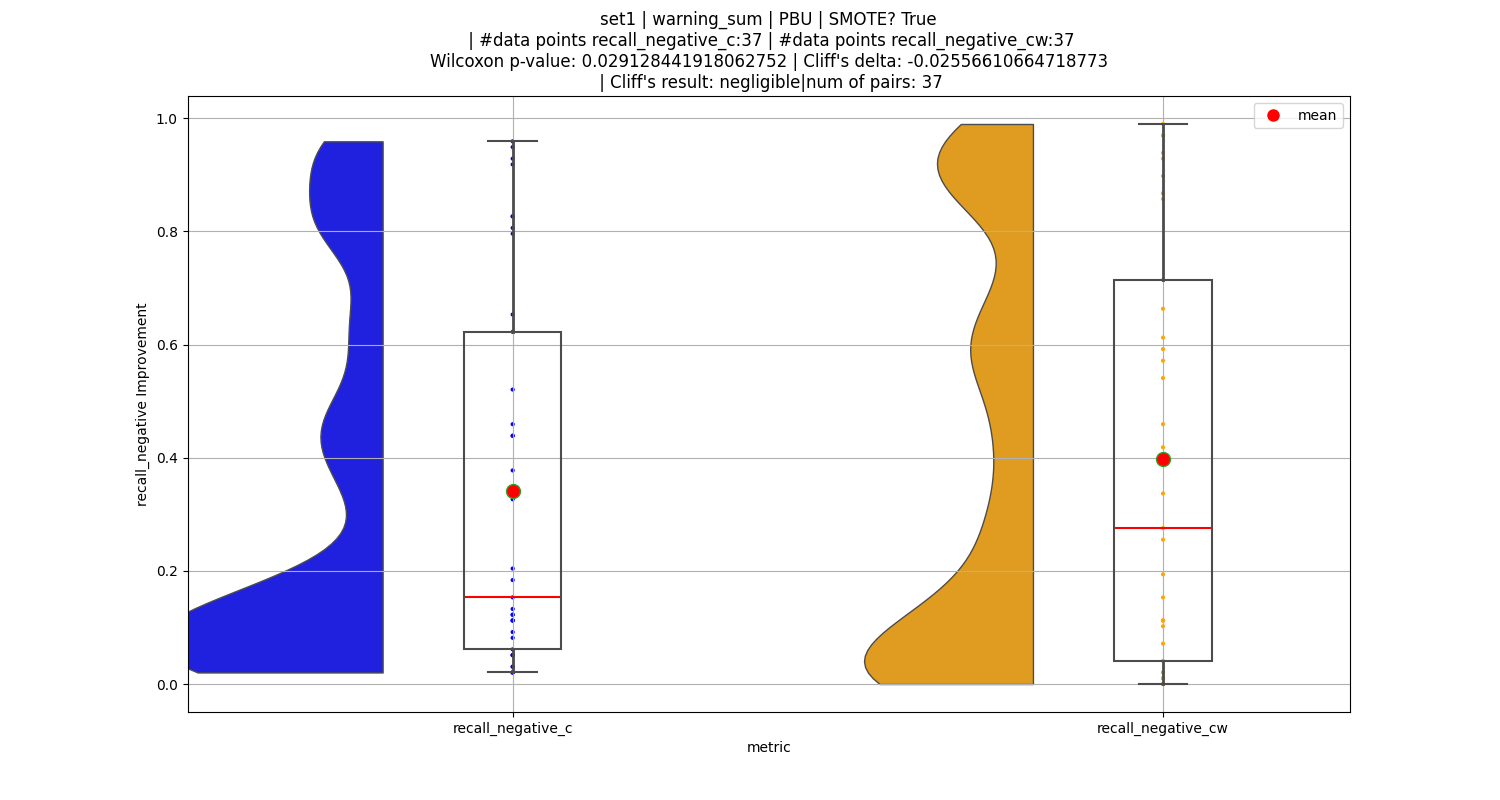 set1 | warning_sum | PBU | SMOTE? True
| #data points recall_negative_c:37 | #data points recall_negative_cw:37
Wilcoxon p-value: 0.029128441918062752 | Cliff's delta: -0.02556610664718773
| Cliff's result: negligible|num of pairs: 37
mean
1.0
0.8
0.6
0.4
0.2
0.0
recall_negative Improvement
recall_negative_c
recall_negative_cw
metric